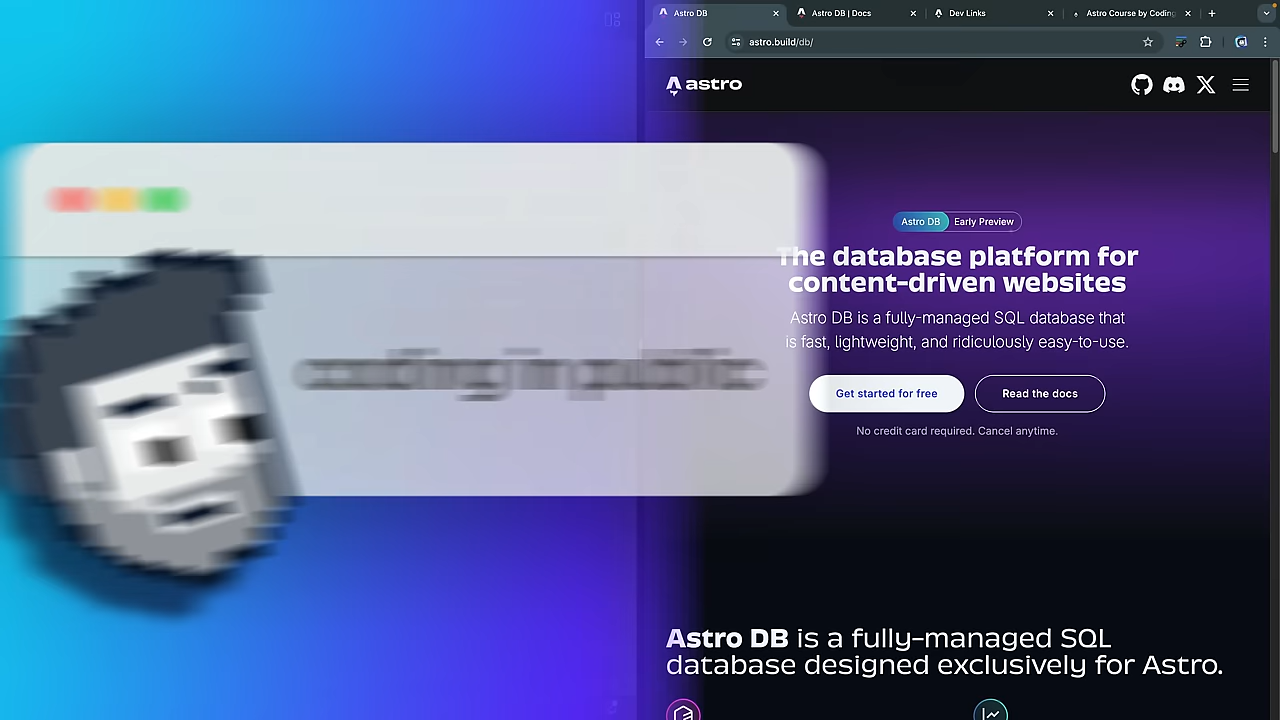 Astro DB
Astro DB | Docs
Dev Links
Astro Course by Coding
astro.build/db/
astro
Astro DB Early Preview
The database platform for
content-driven websites
Astro DB is a fully-managed SQL database that
is fast, lightweight, and ridiculously easy-to-use.
Get started for free
Read the docs
No credit card required. Cancel anytime.
coding in public
Astro DB is a fully-managed SQL
database designed exclusively for Astro.